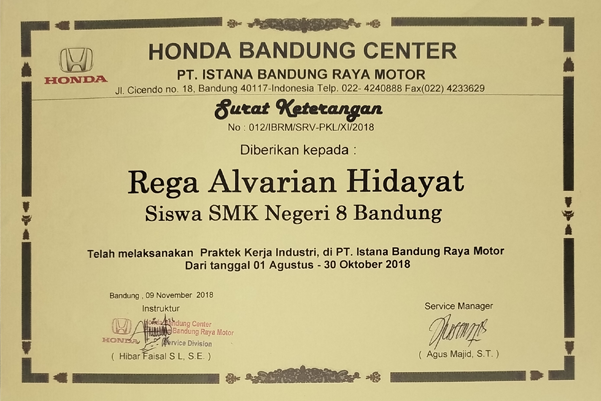 HONDA BANDUNG CENTER
PT. ISTANA BANDUNG RAYA MOTOR
HONDA
Jl. Cicendo no. 18, Bandung 40117-Indonesia Telp. 022- 4240888 Fax(022) 4233629
Surat Keterangan
No : 012/IBRM/SRV-PKL/XI/2018
Diberikan kepada :
Rega Alvarian Hidayat
Siswa SMK Negeri 8 Bandung
Telah melaksanakan Praktek Kerja Industri, di PT. Istana Bandung Raya Motor
Dari tanggal 01 Agustus - 30 Oktober 2018
Bandung , 09 November 2018
Instruktur
Service Manager
Bandung Center
Bandung Raya Motor
HONDA Service Division
( Hibar Faisal S L, S.E. )
( Agus Majid, S.T. )